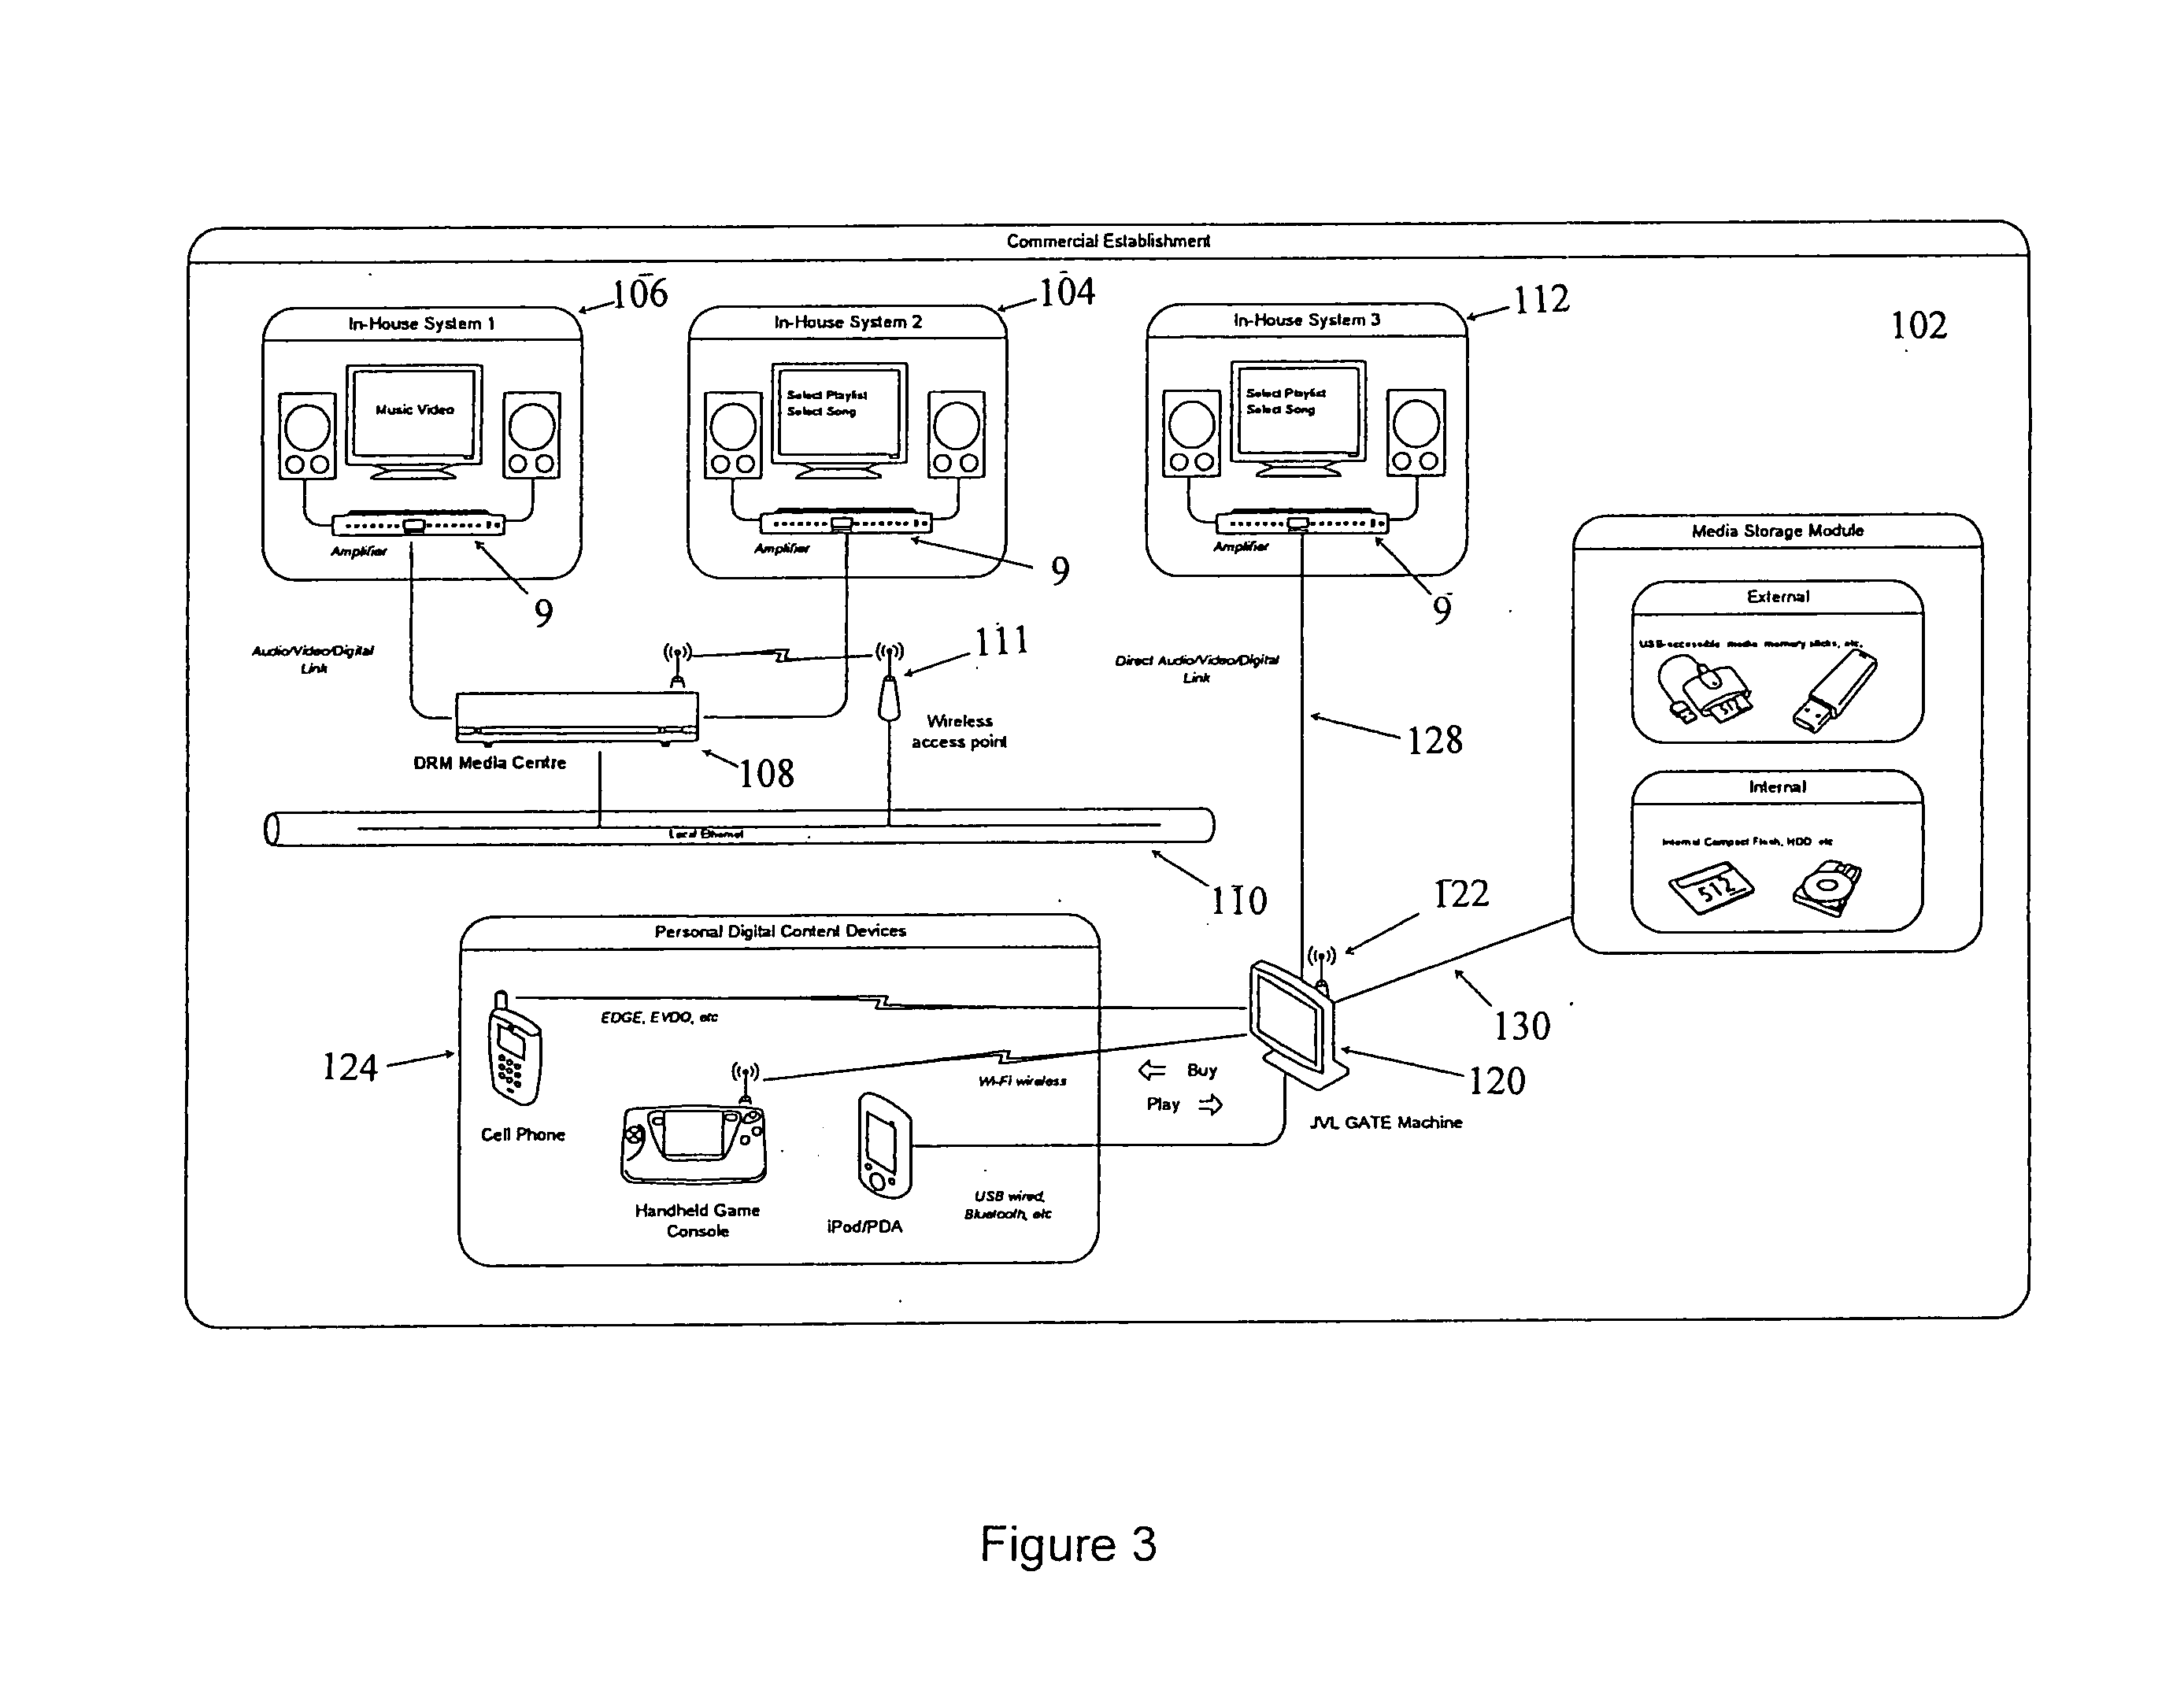 Commercial Establishment
106
104
112
102
In-House System 1
In-House System 2
In-House System 3
Music Video
Select Playlist
Select Song
Select Playlist
Select Song
Amplifier
Amplifier
Amplifier
9
9
9
Media Storage Module
External
USB-accessable media memory sticks, etc.
512
Internal
Internal Compact Flash, HDD etc
512
Audio/Video/Digital
Link
111
Wireless
access point
Direct Audio/Video/Digital
Link
128
DRM Media Centre
108
Local Ethernet
110
122
130
120
JVL GATE Machine
Personal Digital Content Devices
124
EDGE, EVDO, etc
Wi-Fi wireless
Buy
Play
Cell Phone
Handheld Game
Console
iPod/PDA
USB wired,
Bluetooth, etc
Figure 3